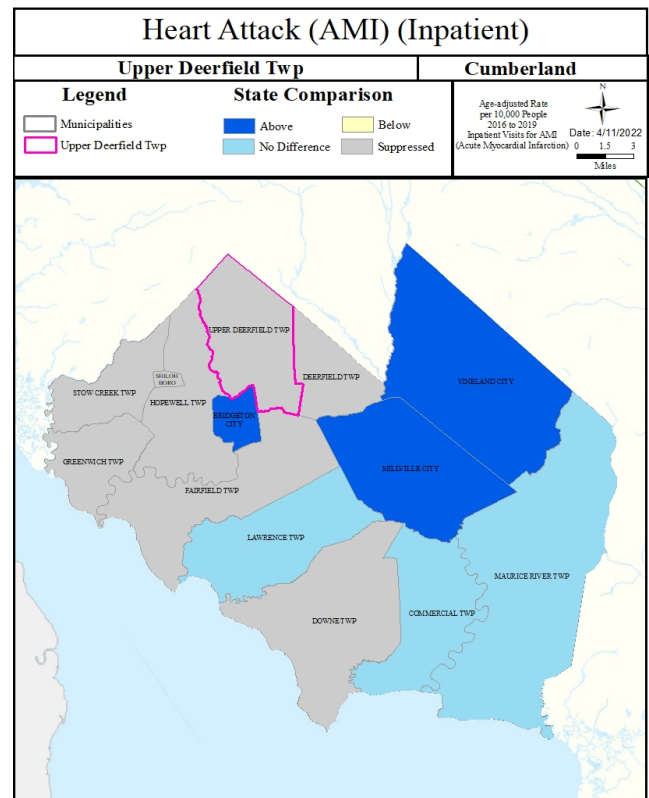 Heart Attack (AMI) (Inpatient)
Upper Deerfield Twp
Cumberland
Legend
Municipalities
Upper Deerfield Twp
State Comparison
Above
Below
No Difference
Suppressed
Age-adjusted Rate
per 10,000 People
2016 to 2019
Inpatient Visits for AMI
(Acute Myocardial Infarction)
N
Date: 4/11/2022
0 1.5 3
Miles
UPPER DEERFIELD TWP
DEERFIELD TWP
VINELAND CITY
SHILOH
BORO
STOW CREEK TWP
HOPEWELL TWP
BRIDGETON
CITY
GREENWICH TWP
MILLVILLE CITY
FAIRFIELD TWP
LAWRENCE TWP
MAURICE RIVER TWP
COMMERCIAL TWP
DOWNE TWP